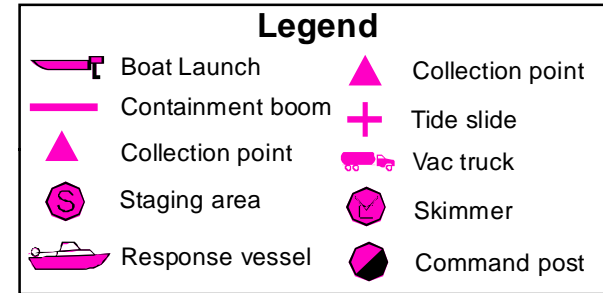 Legend
Boat Launch
Containment boom
Collection point
S
Staging area
Response vessel
Collection point
Tide slide
Vac truck
Skimmer
Command post